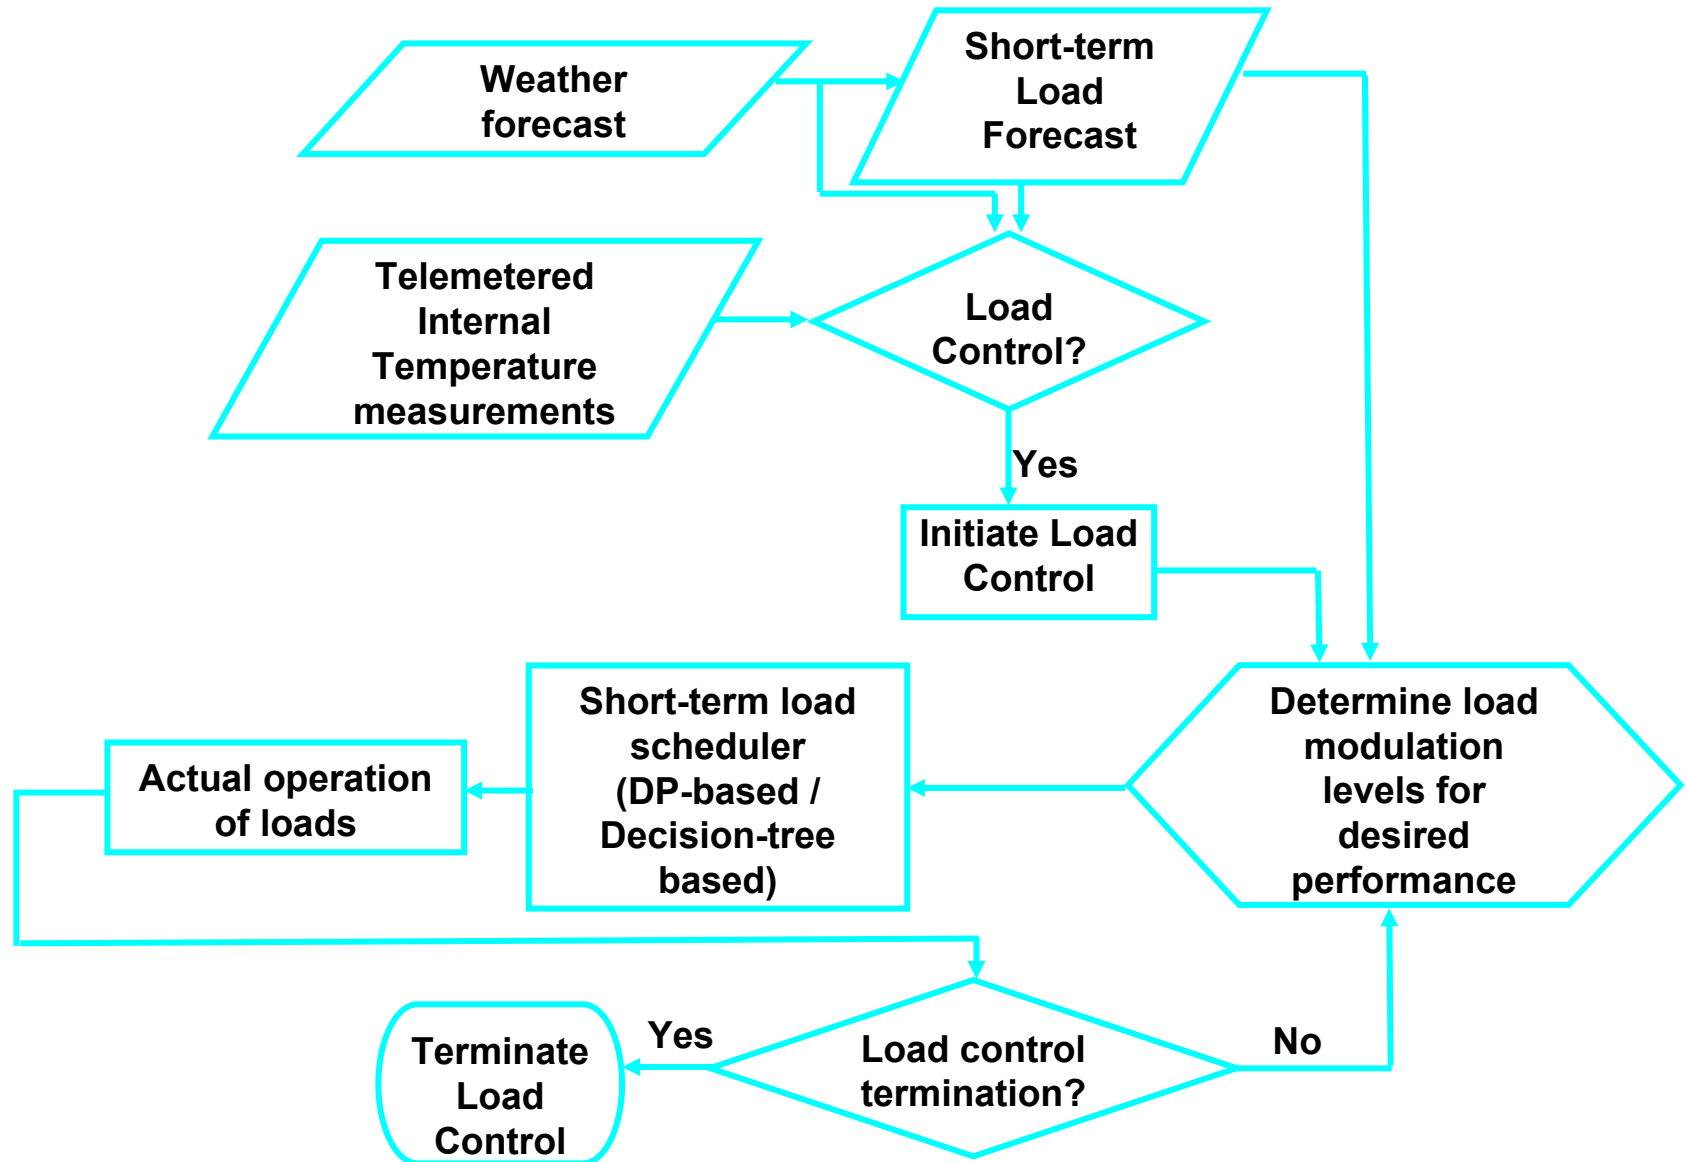 Weather
forecast
Short-term
Load
Forecast
Telemetered
Internal
Temperature
measurements
Load
Control?
Yes
Initiate Load
Control
Determine load
modulation
levels for
desired
performance
Short-term load
scheduler
(DP-based /
Decision-tree
based)
Actual operation
of loads
Load control
termination?
Yes
No
Terminate
Load
Control